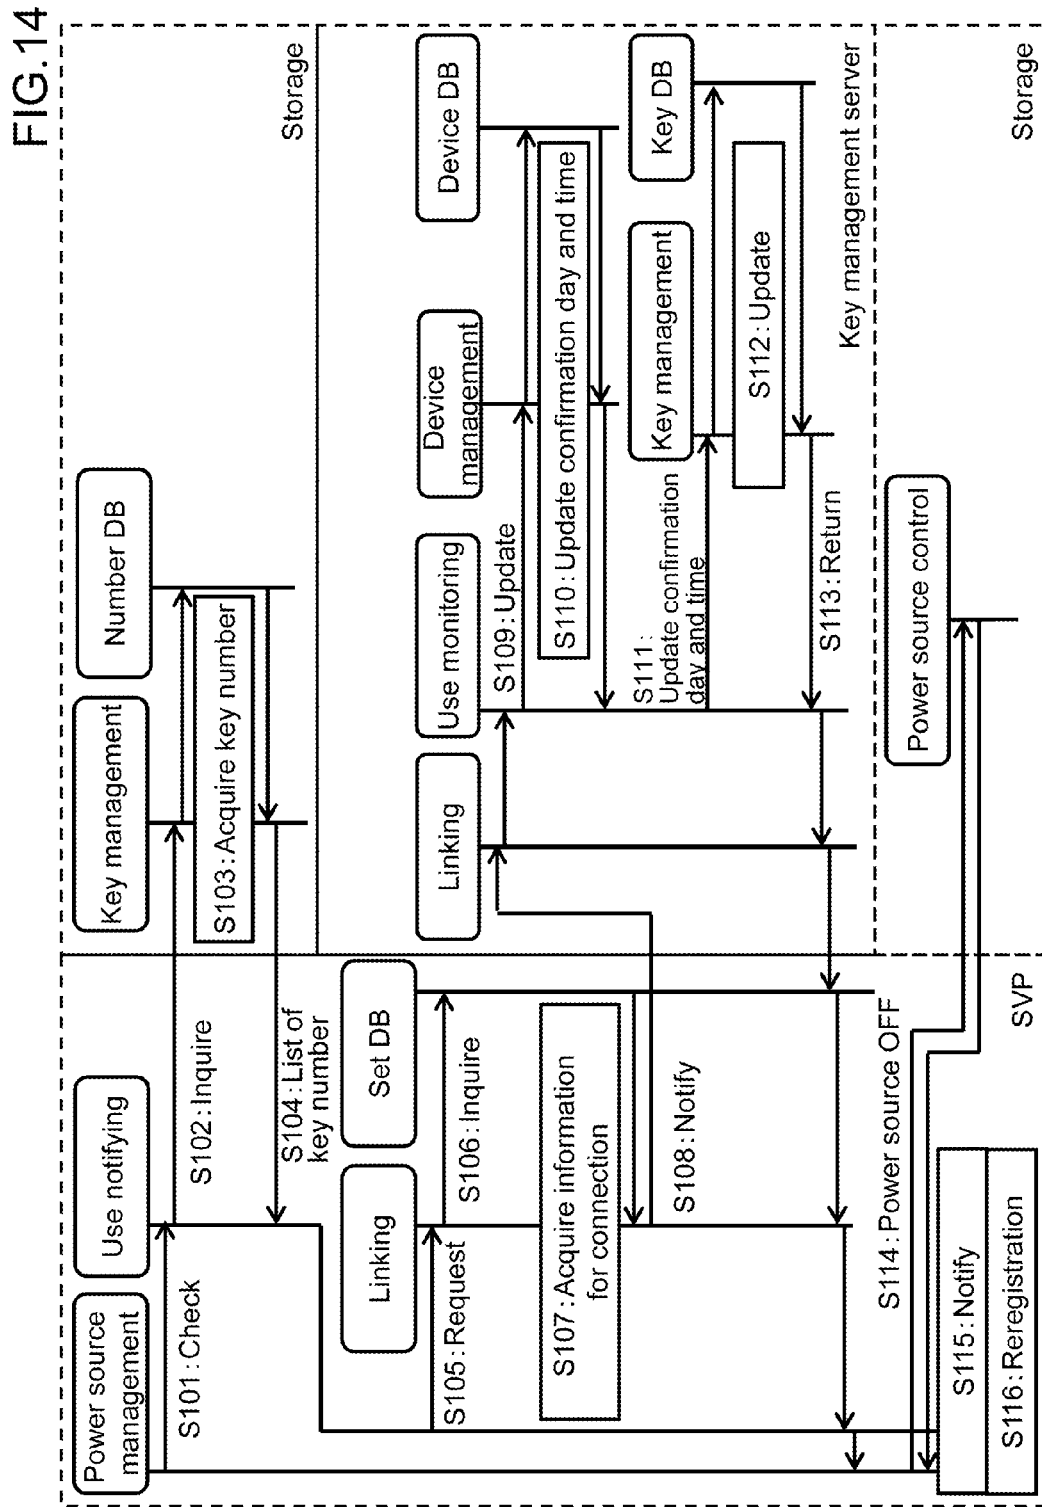 FIG.14
Power source
management
Use notifying
Key management
Number DB
S101:Check
S102:Inquire
S103:Acquire key number
S104:List of
key number
Storage
Linking
Set DB
Linking
Use monitoring
Device
management
Device DB
S105:Request
S106:Inquire
S107:Acquire information
for connection
S108:Notify
S109:Update
S110:Update confirmation day and time
Key management
Key DB
S111:
Update confirmation
day and time
S112:Update
S113:Return
Key management server
S114:Power source OFF
Power source control
S115:Notify
S116:Reregistration
SVP
Storage